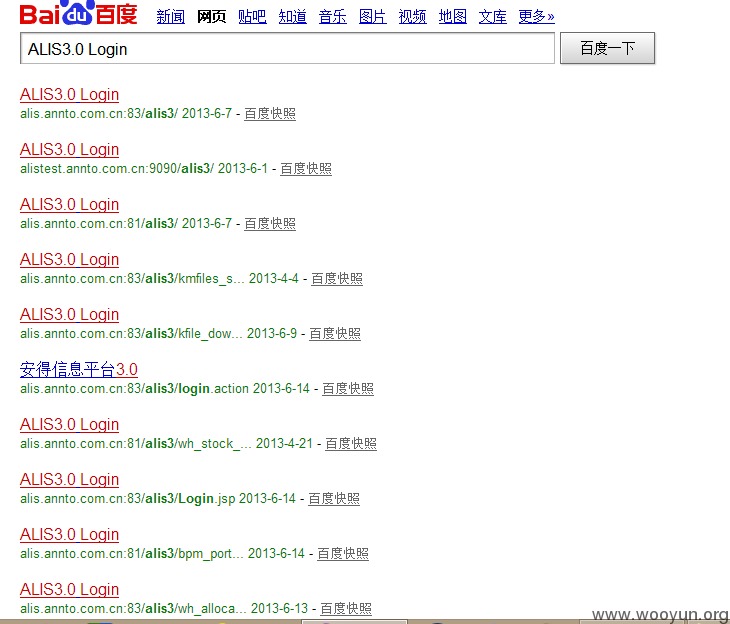 Baidu百度 新闻 网页 贴吧 知道 音乐 图片 视频 地图 文库 更多»
ALIS3.0 Login 百度一下
ALIS3.0 Login
alis.annto.com.cn:83/alis3/ 2013-6-7 - 百度快照
ALIS3.0 Login
alistest.annto.com.cn:9090/alis3/ 2013-6-1 - 百度快照
ALIS3.0 Login
alis.annto.com.cn:81/alis3/ 2013-6-7 - 百度快照
ALIS3.0 Login
alis.annto.com.cn:83/alis3/kmfiles_s... 2013-4-4 - 百度快照
ALIS3.0 Login
alis.annto.com.cn:83/alis3/kfile_dow... 2013-6-9 - 百度快照
安得信息平台3.0
alis.annto.com.cn:83/alis3/login.action 2013-6-14 - 百度快照
ALIS3.0 Login
alis.annto.com.cn:81/alis3/wh_stock_... 2013-4-21 - 百度快照
ALIS3.0 Login
alis.annto.com.cn:83/alis3/Login.jsp 2013-6-14 - 百度快照
ALIS3.0 Login
alis.annto.com.cn:81/alis3/bpm_port... 2013-6-14 - 百度快照
ALIS3.0 Login
alis.annto.com.cn:83/alis3/wh_alloca... 2013-6-13 - 百度快照
www.wooyun.org